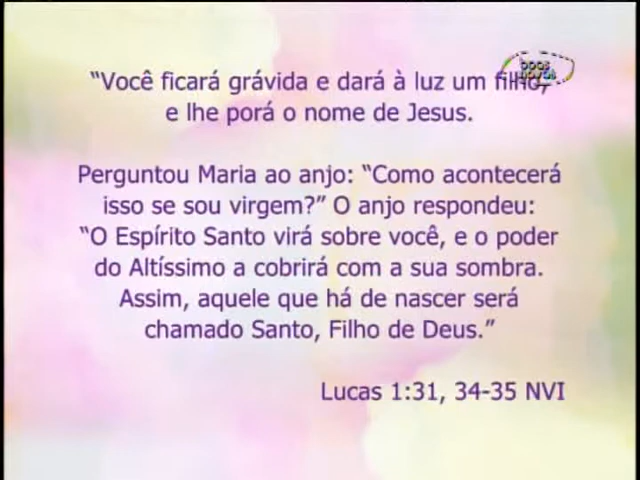 “Você ficará grávida e dará à luz um filho,
e lhe porá o nome de Jesus.
Perguntou Maria ao anjo: “Como acontecerá
isso se sou virgem?” O anjo respondeu:
“O Espírito Santo virá sobre você, e o poder
do Altíssimo a cobrirá com a sua sombra.
Assim, aquele que há de nascer será
chamado Santo, Filho de Deus.”
Lucas 1:31, 34-35 NVI
boas
novas